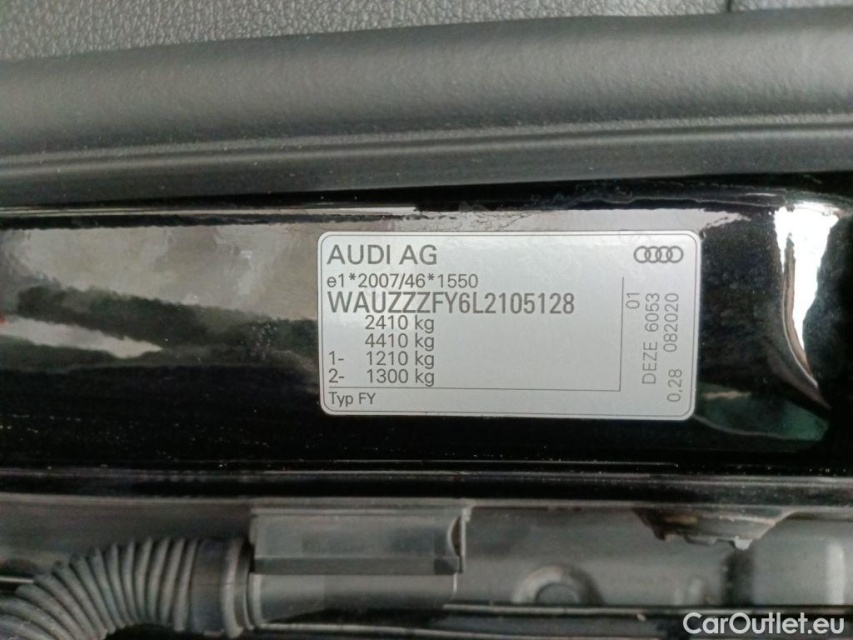 AUDI AG
e1*2007/46*1550
WAUZZZFY6L2105128
2410 kg
4410 kg
1- 1210 kg
2- 1300 kg
Typ FY
01
DEZE 6053
082020
0,28
CarOutlet.eu